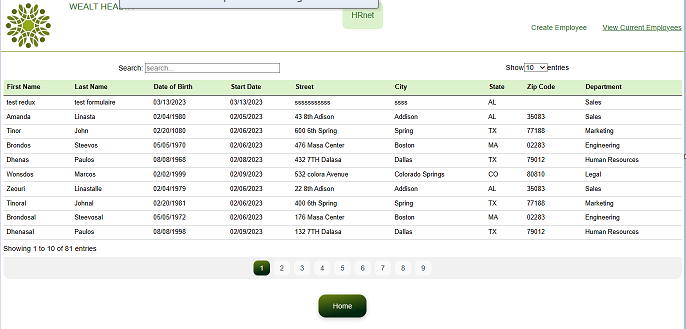 WEALT HEALTH
HRnet
Create Employee View Current Employees
Search: search... Show 10 entries
First Name Last Name Date of Birth Start Date Street City State Zip Code Department
test redux test formulaire 03/13/2023 03/13/2023 sssssssssss ssss AL Sales
Amanda Linasta 02/04/1980 02/05/2023 43 8th Adison Addison AL 35083 Sales
Tinor John 02/20/1080 02/06/2023 600 6th Spring Spring TX 77188 Marketing
Brondos Steevos 05/05/1970 02/06/2023 476 Masa Center Boston MA 02283 Engineering
Dhenas Paulos 08/08/1968 02/08/2023 432 7TH Dalasa Dallas TX 79012 Human Resources
Wonsdos Marcos 02/02/1999 02/09/2023 532 colora Avenue Colorado Springs CO 80810 Legal
Zeouri Linastalle 02/04/1979 02/06/2023 22 8th Adison Addison AL 35083 Sales
Tinoral Johnal 02/20/1981 02/06/2023 400 6th Spring Spring TX 77188 Marketing
Brondosal Steevosal 05/05/1972 02/06/2023 176 Masa Center Boston MA 02283 Engineering
Dhenasal Paulos 08/08/1998 02/09/2023 132 7TH Dalasa Dallas TX 79012 Human Resources
Showing 1 to 10 of 81 entries
1 2 3 4 5 6 7 8 9
Home